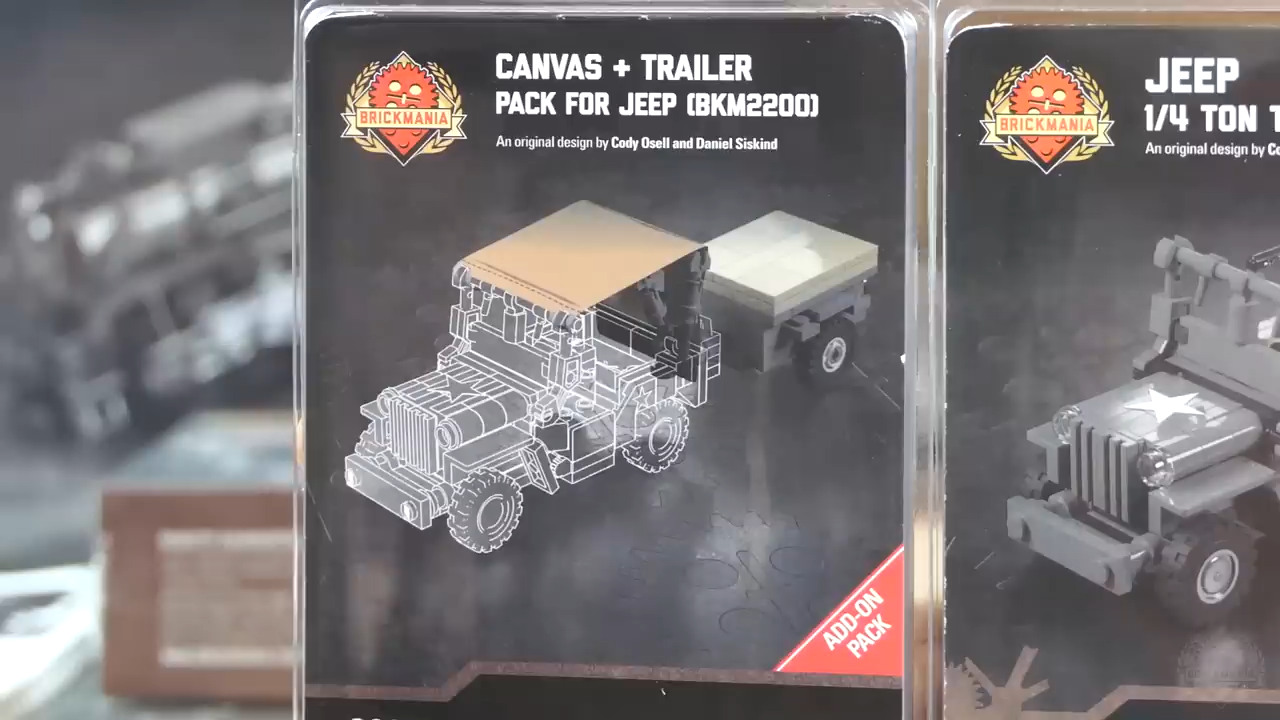 CANVAS + TRAILER
PACK FOR JEEP (BKM2200)
An original design by Cody Osell and Daniel Siskind
BRICKMANIA
ADD-ON
PACK
JEEP
1/4 TON
An original design by
BRICKMANIA